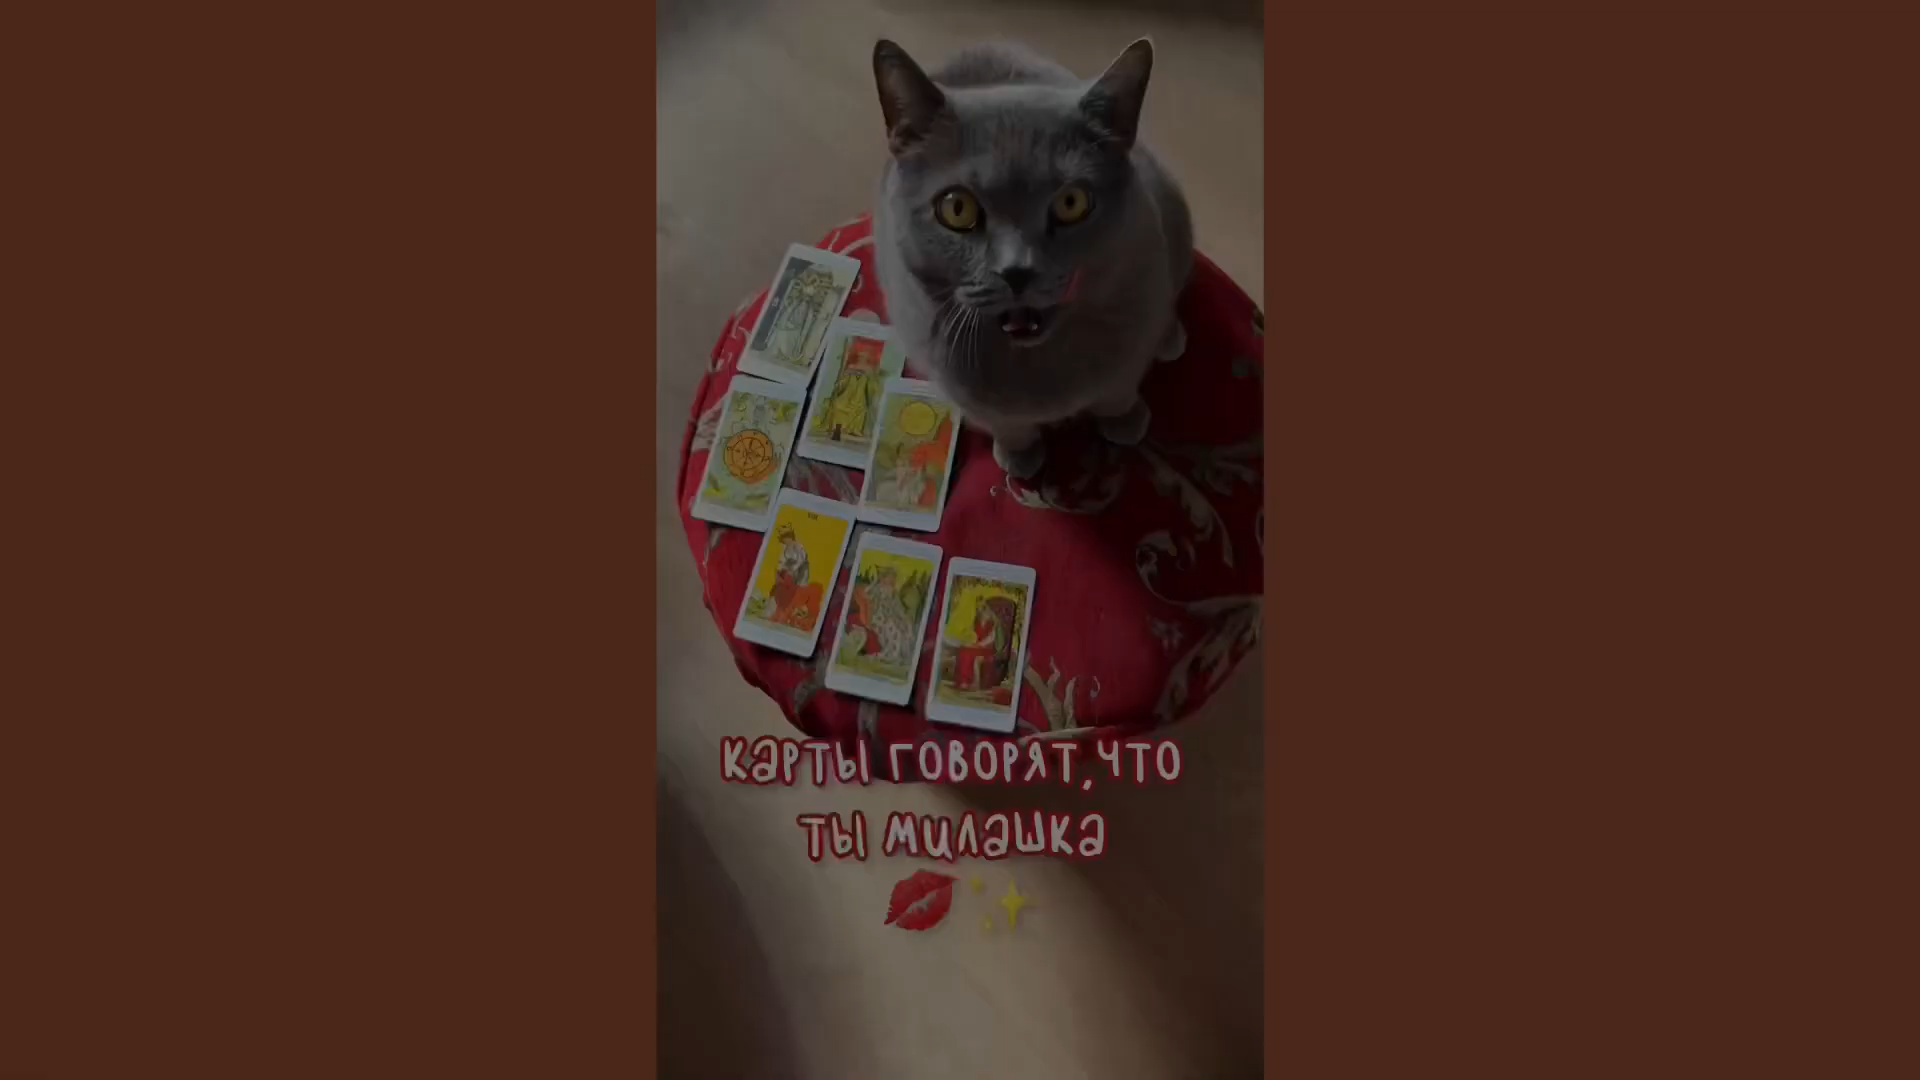 карты говорят,что
ты милашка